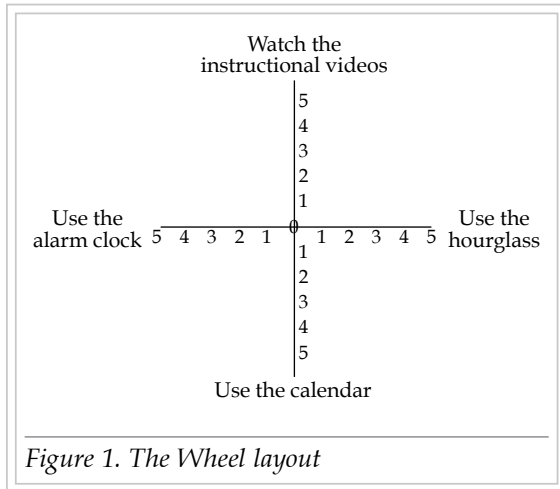 Watch the
instructional videos
5
4
3
2
1
Use the
alarm clock
5 4 3 2 1 0 1 2 3 4 5
Use the
hourglass
1
2
3
4
5
Use the calendar
Figure 1. The Wheel layout